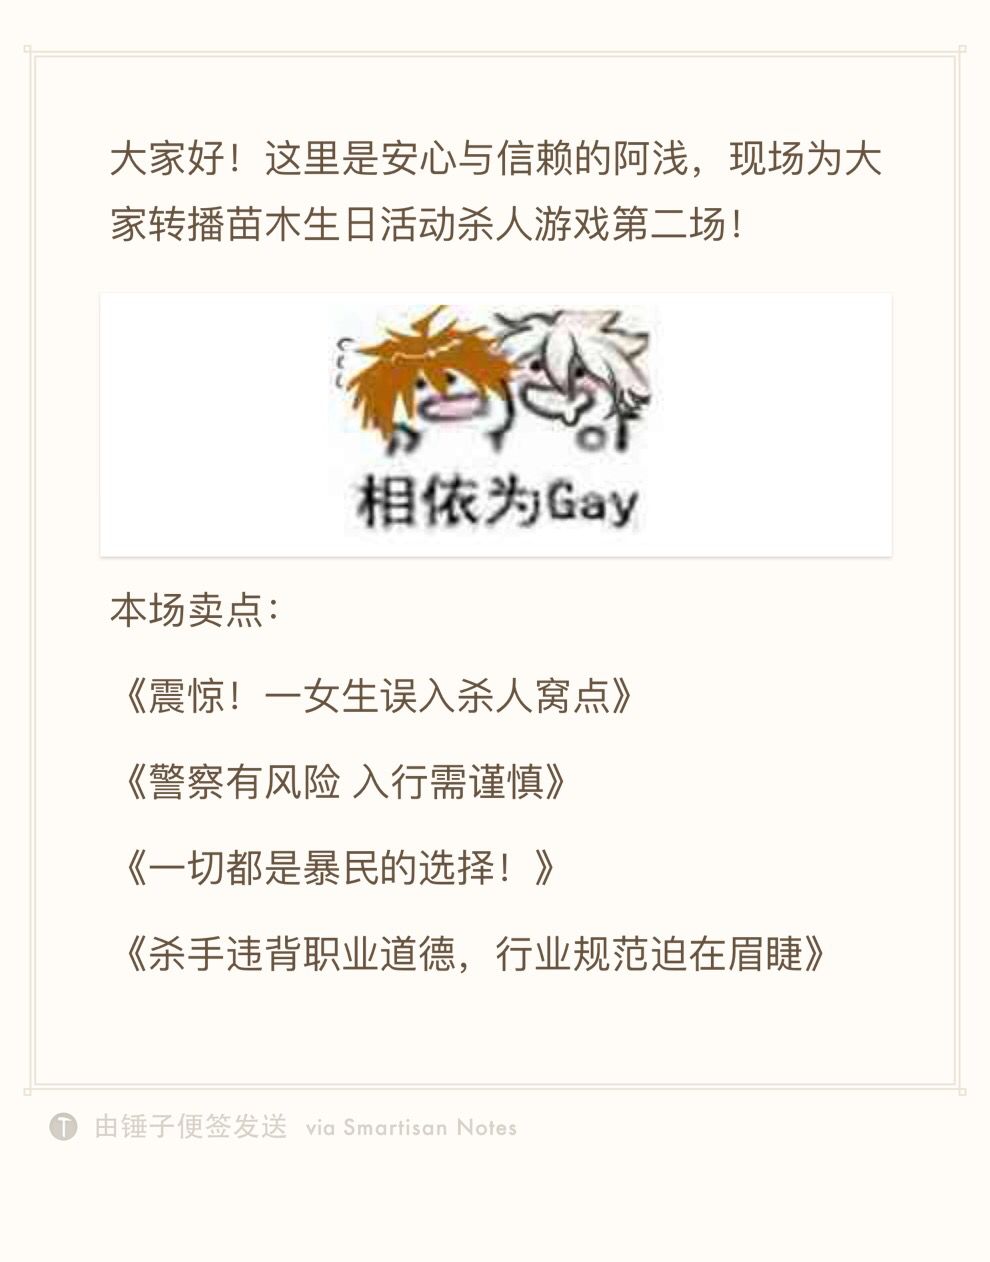 大家好！这里是安心与信赖的阿浅，现场为大
家转播苗木生日活动杀人游戏第二场！
相依为Gay
本场卖点：
《震惊！一女生误入杀人窝点》
《警察有风险 入行需谨慎》
《一切都是暴民的选择！》
《杀手违背职业道德，行业规范迫在眉睫》
由锤子便签发送 via Smartisan Notes